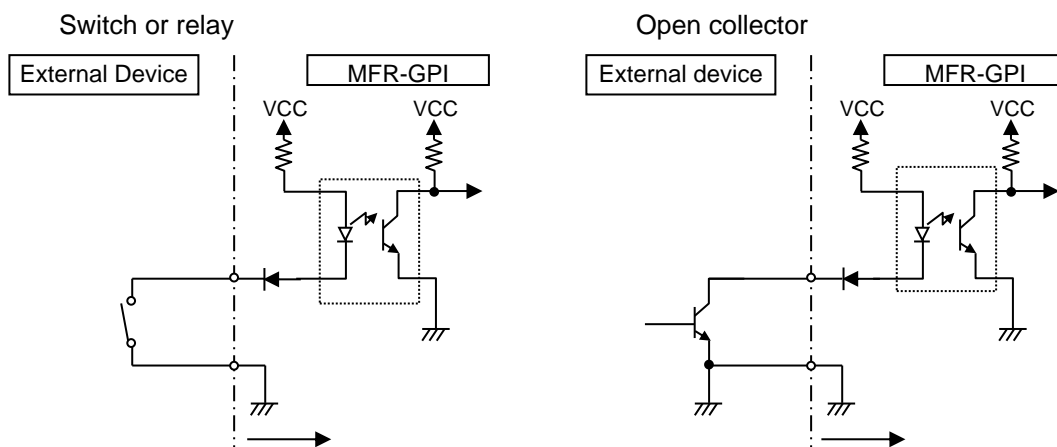 Switch or relay
External Device
MFR-GPI
VCC
VCC
Open collector
External device
MFR-GPI
VCC
VCC